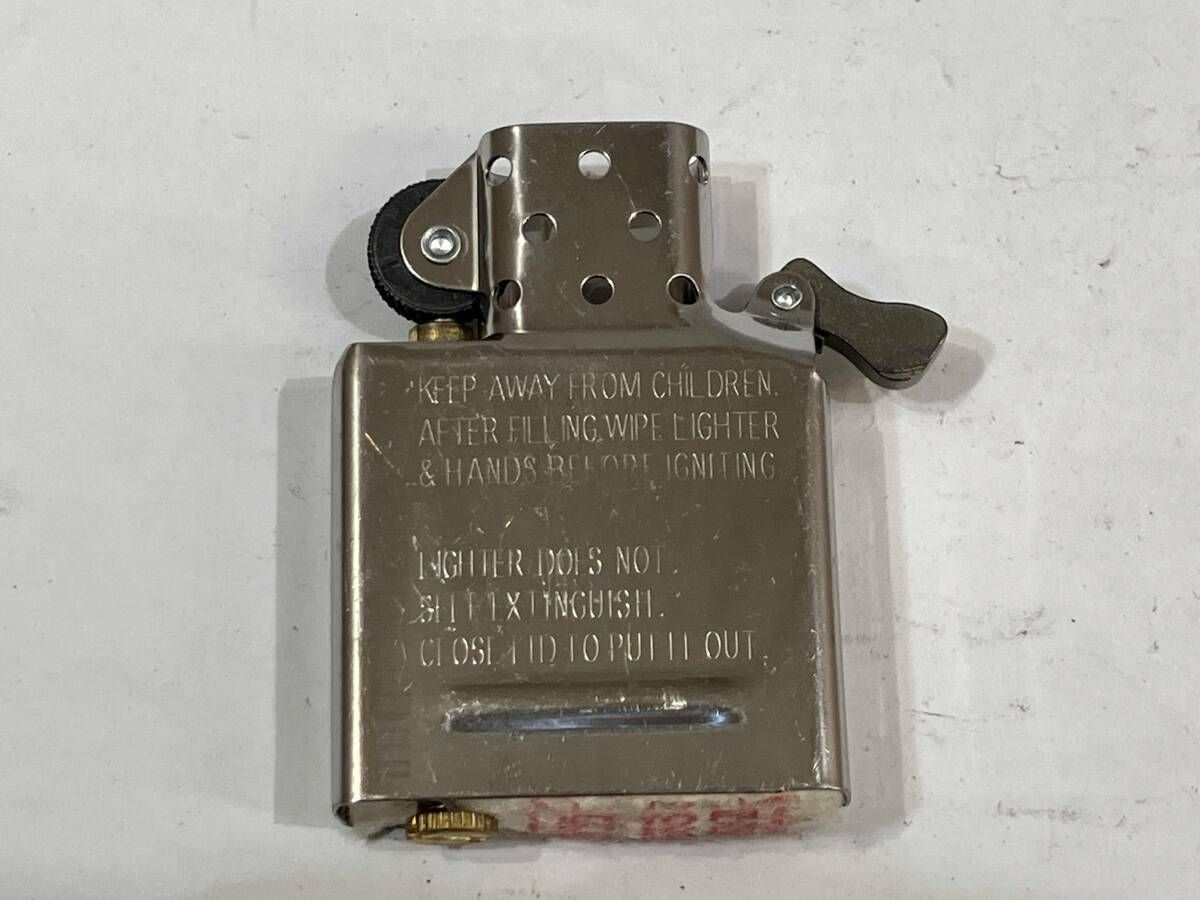 KEEP AWAY FROM CHILDREN.
AFTER FILLING, WIPE LIGHTER
& HANDS BEFORE IGNITING
LIGHTER DOES NOT.
SELF EXTINGUISH.
CLOSE LID TO PUT IT OUT.